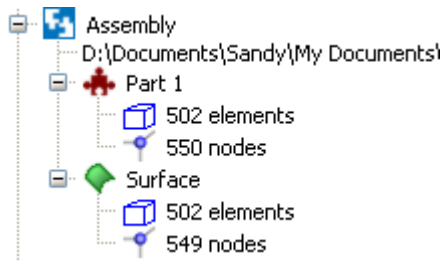 Assembly
D:\Documents\Sandy\My Documents\
Part 1
502 elements
550 nodes
Surface
502 elements
549 nodes